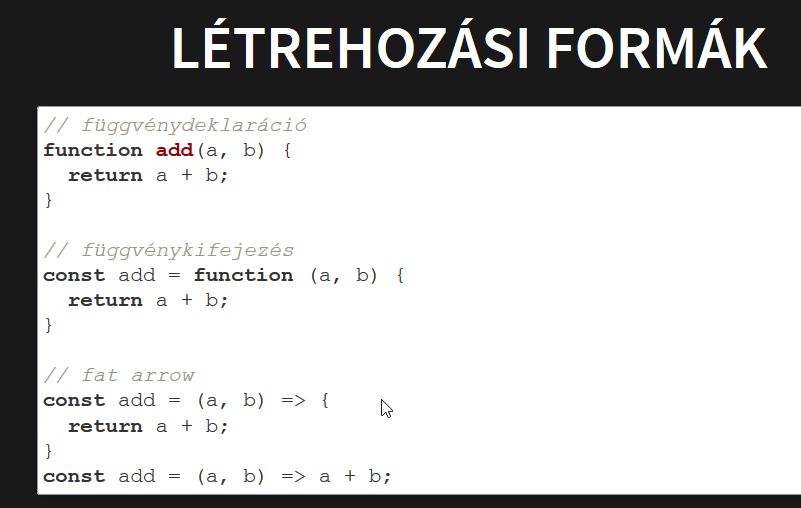 LÉTREHOZÁSI FORMÁK
// függvénydeklaráció
function add(a, b) {
  return a + b;
}
// függvénykifejezés
const add = function (a, b) {
  return a + b;
}
// fat arrow
const add = (a, b) => {
  return a + b;
}
const add = (a, b) => a + b;